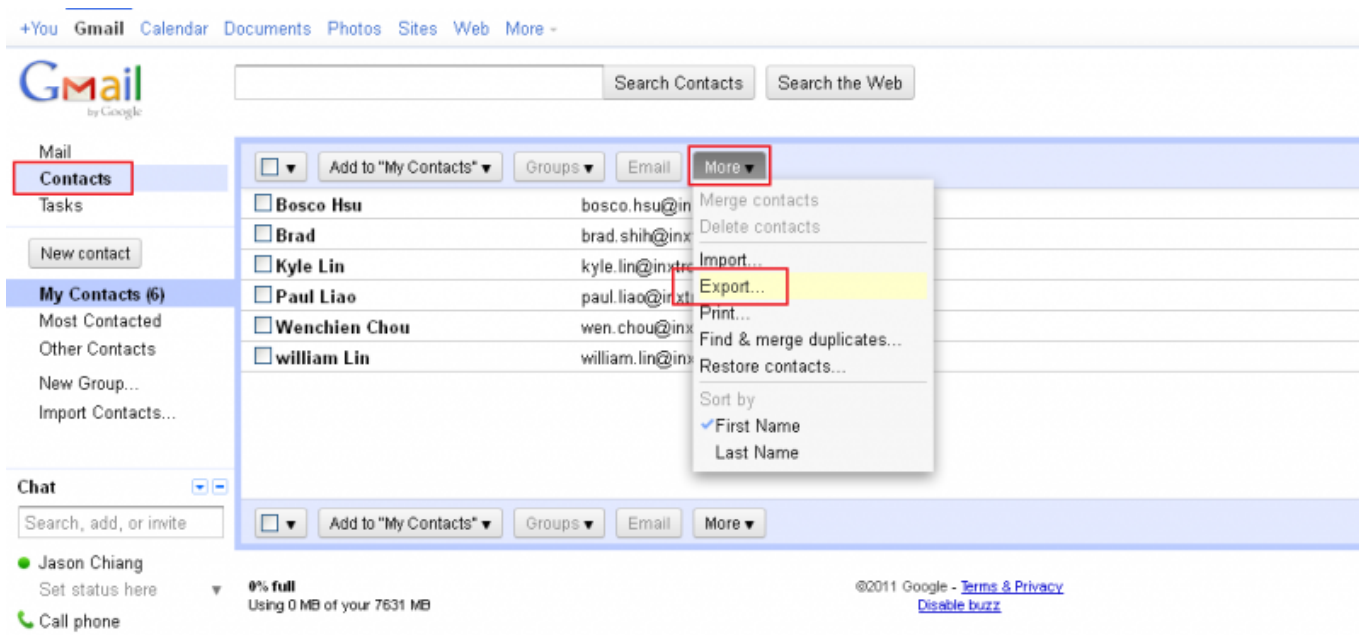 +You Gmail Calendar Documents Photos Sites Web More
Gmail
by Google
Search Contacts Search the Web
Mail
Contacts
Tasks
New contact
My Contacts (6)
Most Contacted
Other Contacts
New Group...
Import Contacts...
Add to "My Contacts" Groups Email More
Bosco Hsu bosco.hsu@in
Brad brad.shih@inx
Kyle Lin kyle.lin@inxtro
Paul Liao paul.liao@inxtr
Wenchien Chou wen.chou@inx
william Lin william.lin@inx
Merge contacts
Delete contacts
Import...
Export...
Print...
Find & merge duplicates...
Restore contacts...
Sort by
First Name
Last Name
Add to "My Contacts" Groups Email More
Chat
Search, add, or invite
Jason Chiang
Set status here
Call phone
0% full
Using 0 MB of your 7631 MB
©2011 Google - Terms & Privacy
Disable buzz